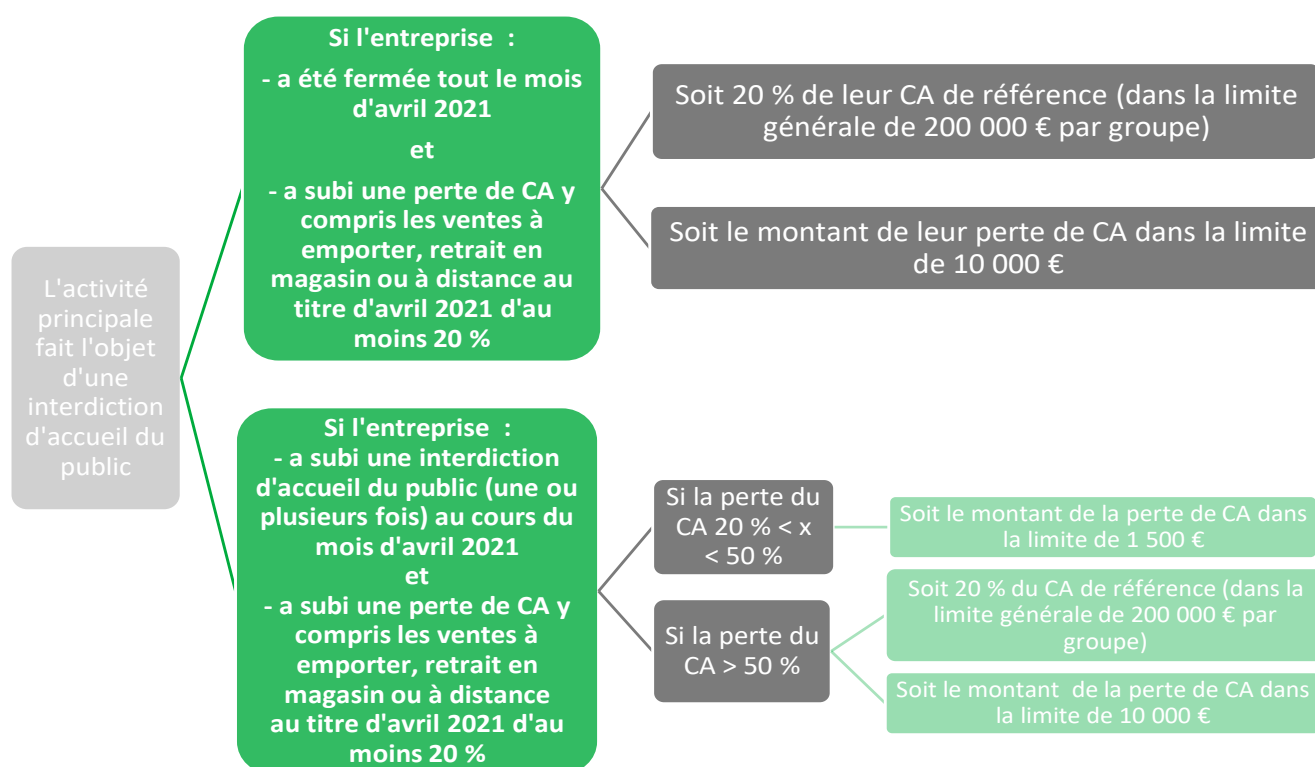 L'activité
principale
fait l'objet
d'une
interdiction
d'accueil du
public
Si l'entreprise :
- a été fermée tout le mois
d'avril 2021
et
- a subi une perte de CA y
compris les ventes à
emporter, retrait en
magasin ou à distance au
titre d'avril 2021 d'au
moins 20 %
Soit 20 % de leur CA de référence (dans la limite
générale de 200 000 € par groupe)
Soit le montant de leur perte de CA dans la limite
de 10 000 €
Si l'entreprise :
- a subi une interdiction
d'accueil du public (une ou
plusieurs fois) au cours du
mois d'avril 2021
et
- a subi une perte de CA y
compris les ventes à
emporter, retrait en
magasin ou à distance
au titre d'avril 2021 d'au
moins 20 %
Si la perte du
CA 20 % < x
< 50 %
Soit le montant de la perte de CA dans
la limite de 1 500 €
Si la perte du
CA > 50 %
Soit 20 % du CA de référence (dans la
limite générale de 200 000 € par
groupe)
Soit le montant de la perte de CA dans
la limite de 10 000 €